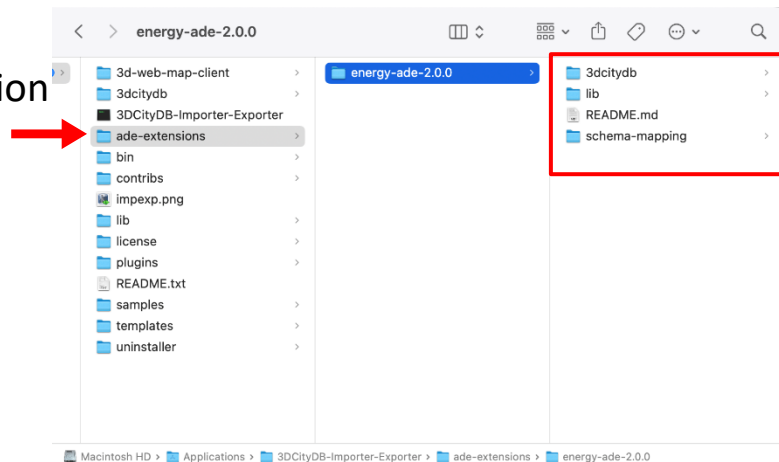 energy-ade-2.0.0
ion
3d-web-map-client
3dcitydb
3DCityDB-Importer-Exporter
ade-extensions
bin
contribs
impexp.png
lib
license
plugins
README.txt
samples
templates
uninstaller
energy-ade-2.0.0
3dcitydb
lib
README.md
schema-mapping
Macintosh HD › Applications › 3DCityDB-Importer-Exporter › ade-extensions › energy-ade-2.0.0